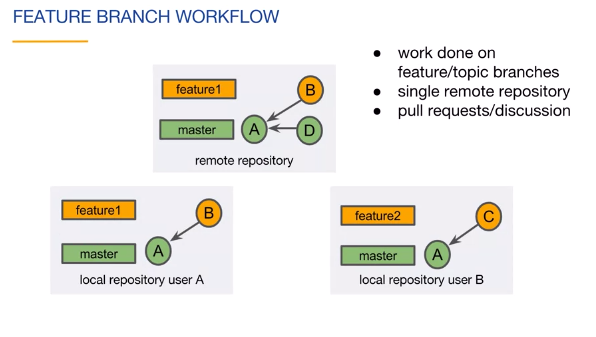 FEATURE BRANCH WORKFLOW
● work done on
feature/topic branches
● single remote repository
● pull requests/discussion
feature1 B
master A D
remote repository
feature1 B
master A
local repository user A
feature2 C
master A
local repository user B